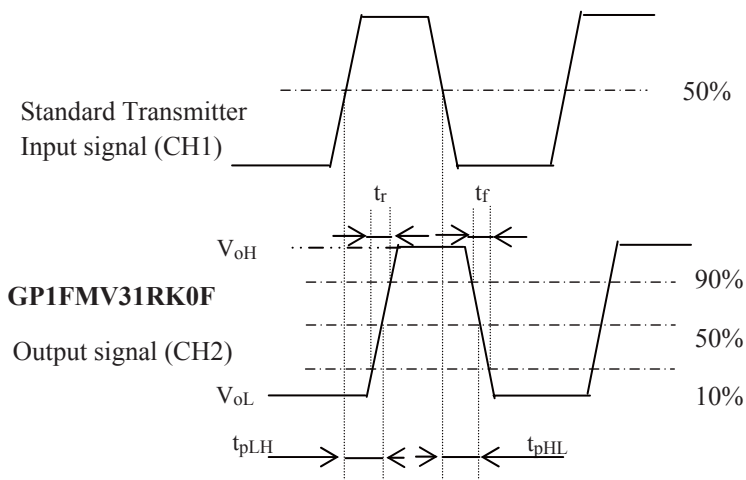 50%
Standard Transmitter
Input signal (CH1)
tr
tf
VoH
90%
GP1FMV31RK0F
50%
Output signal (CH2)
VoL
10%
tpLH
tpHL